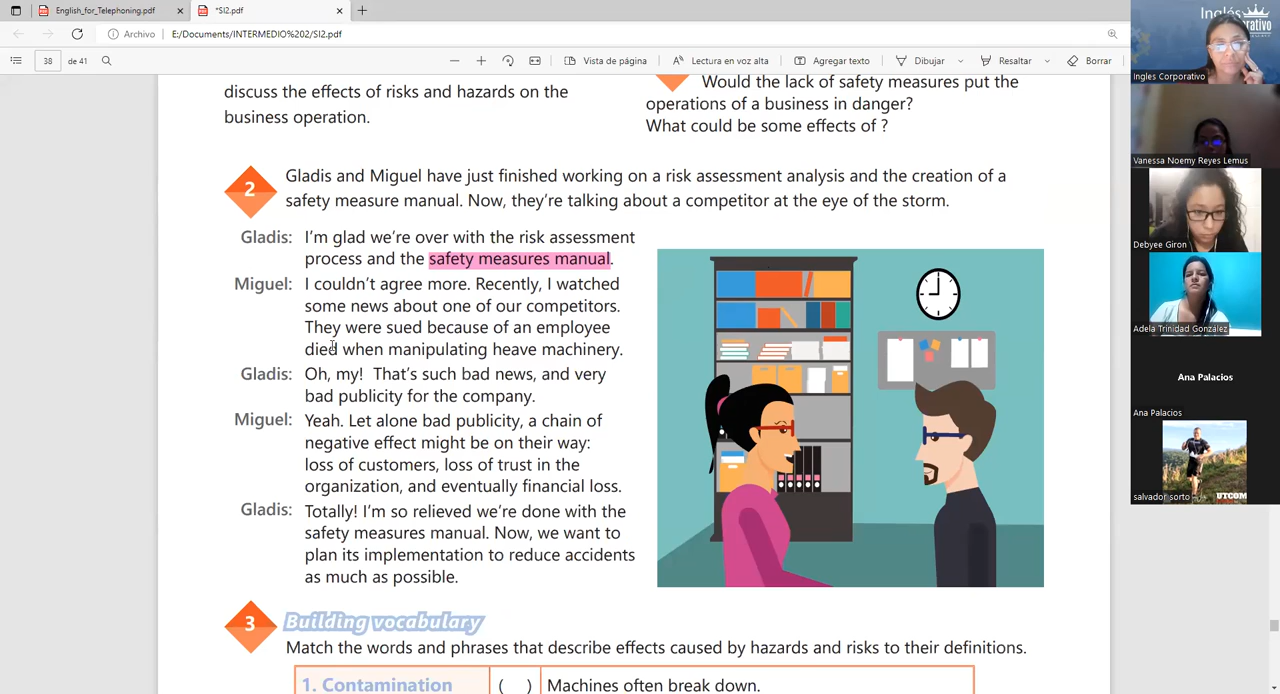 English_for_Telephoning.pdf
*SI2.pdf
Archivo
E:/Documents/INTERMEDIO%202/SI2.pdf
38
de 41
Vista de página
Lectura en voz alta
Agregar texto
Dibujar
Resaltar
Borrar
discuss the effects of risks and hazards on the
business operation.
Would the lack of safety measures put the
operations of a business in danger?
What could be some effects of ?
2
Gladis and Miguel have just finished working on a risk assessment analysis and the creation of a
safety measure manual. Now, they're talking about a competitor at the eye of the storm.
Gladis: I'm glad we're over with the risk assessment
process and the safety measures manual.
Miguel: I couldn't agree more. Recently, I watched
some news about one of our competitors.
They were sued because of an employee
died when manipulating heave machinery.
Gladis: Oh, my! That's such bad news, and very
bad publicity for the company.
Miguel: Yeah. Let alone bad publicity, a chain of
negative effect might be on their way:
loss of customers, loss of trust in the
organization, and eventually financial loss.
Gladis: Totally! I'm so relieved we're done with the
safety measures manual. Now, we want to
plan its implementation to reduce accidents
as much as possible.
3
Building vocabulary
Match the words and phrases that describe effects caused by hazards and risks to their definitions.
1. Contamination ( ) Machines often break down.
Ingles Corporativo
Vanessa Noemy Reyes Lemus
Debyee Giron
Adela Trinidad González
Ana Palacios
Ana Palacios
salvador sorto
UTCOM